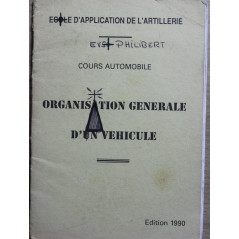 ECOLE D'APPLICATION DE L'ARTILLERIE
PHILIBERT
COURS AUTOMOBILE
ORGANISATION GENERALE
D'UN VEHICULE
Edition 1990